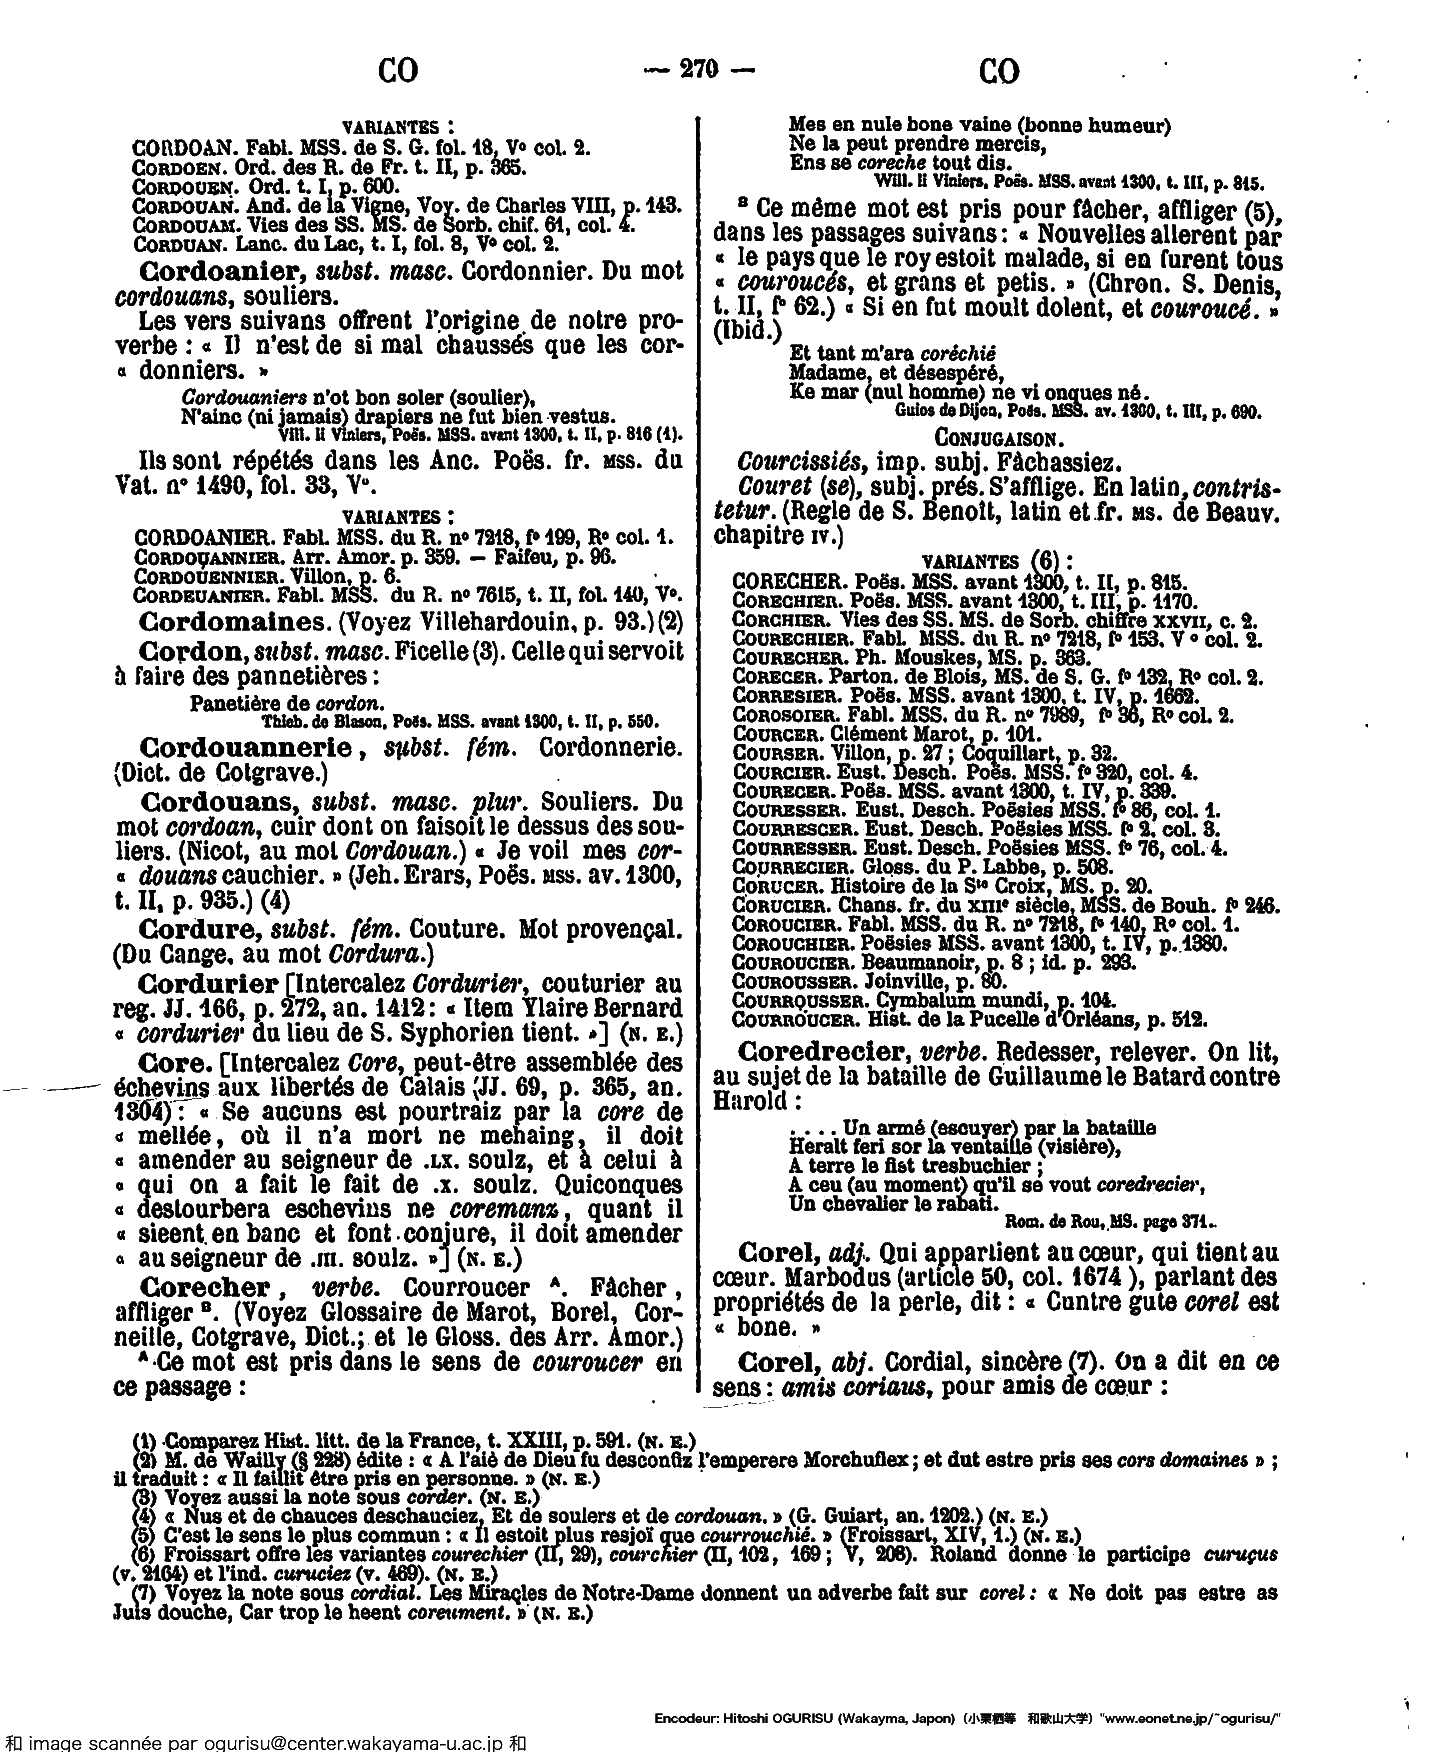 CO — 270 — CO
VARIANTES :
CORDOAN. Fabl. MSS. de S. G. fol. 18, Vo col. 2.
CORDOEN. Ord. des R. de Fr. t. II, p. 365.
CORDOUEN. Ord. t. I, p. 600.
CORDOUAN. And. de la Vigne, Voy. de Charles VIII, p. 143.
CORDOUAM. Vies des SS. MS. de Sorb. chif. 61, col. 4.
CORDUAN. Lanc. du Lac, t. I, fol. 8, Vo col. 2.
Cordoanier, subst. masc. Cordonnier. Du mot
cordouans, souliers.
Les vers suivans offrent l'origine de notre pro-
verbe : « Il n'est de si mal chaussés que les cor-
« donniers. »
Cordouaniers n'ot bon soler (soulier),
N'ainc (ni jamais) drapiers ne fut bien vestus.
Vill. li Viniers, Poës. MSS. avant 1300, t. II, p. 816 (1).
Ils sont répétés dans les Anc. Poës. fr. MSS. du
Vat. no 1490, fol. 33, Vo.
VARIANTES :
CORDOANIER. Fabl. MSS. du R. no 7218, fo 199, Ro col. 1.
CORDOUANNIER. Arr. Amor. p. 359. — Faifeu, p. 96.
CORDOUENNIER. Villon, p. 6.
CORDEUANIER. Fabl. MSS. du R. no 7615, t. II, fol. 140, Vo.
Cordomaines. (Voyez Villehardouin, p. 93.) (2)
Cordon, subst. masc. Ficelle (3). Celle qui servoit
à faire des pannetières :
Panetière de cordon.
Thieb. de Blason, Poës. MSS. avant 1300, t. II, p. 550.
Cordouannerie, subst. fém. Cordonnerie.
(Dict. de Cotgrave.)
Cordouans, subst. masc. plur. Souliers. Du
mot cordoan, cuir dont on faisoit le dessus des sou-
liers. (Nicot, au mot Cordouan.) « Je voil mes cor-
« douans cauchier. » (Jeh. Erars, Poës. MSS. av. 1300,
t. II, p. 935.) (4)
Cordure, subst. fém. Couture. Mot provençal.
(Du Cange, au mot Cordura.)
Cordurier [Intercalez Cordurier, couturier au
reg. JJ. 166, p. 272, an. 1412 : « Item Ylaire Bernard
« cordurier du lieu de S. Syphorien tient. »] (N. E.)
Core. [Intercalez Core, peut-être assemblée des
échevins aux libertés de Calais (JJ. 69, p. 365, an.
1304) : « Se aucuns est pourtraiz par la core de
« mellée, où il n'a mort ne mehaing, il doit
« amender au seigneur de .LX. soulz, et à celui à
« qui on a fait le fait de .X. soulz. Quiconques
« destourbera eschevins ne coremanz, quant il
« sieent en banc et font conjure, il doit amender
« au seigneur de .III. soulz. »] (N. E.)
Corecher, verbe. Courroucer A. Fâcher,
affliger B. (Voyez Glossaire de Marot, Borel, Cor-
neille, Cotgrave, Dict.; et le Gloss. des Arr. Amor.)
A Ce mot est pris dans le sens de couroucer en
ce passage :
Mes en nule bone vaine (bonne humeur)
Ne la peut prendre mercis,
Ens se coreche tout dis.
Will. li Viniers, Poës. MSS. avant 1300, t. III, p. 815.
B Ce même mot est pris pour fâcher, affliger (5),
dans les passages suivans : « Nouvelles allerent par
« le pays que le roy estoit malade, si en furent tous
« couroucés, et grans et petis. » (Chron. S. Denis,
t. II, fo 62.) « Si en fut moult dolent, et couroucé. »
(Ibid.)
Et tant m'ara coréchié
Madame, et désespéré,
Ke mar (nul homme) ne vi onques né.
Guios de Dijon, Poës. MSS. av. 1300, t. III, p. 690.
CONJUGAISON.
Courcissiés, imp. subj. Fâchassiez.
Couret (se), subj. prés. S'afflige. En latin, contris-
tetur. (Regle de S. Benoît, latin et fr. MS. de Beauv.
chapitre IV.)
VARIANTES (6) :
CORECHER. Poës. MSS. avant 1300, t. II, p. 815.
CORECHIER. Poës. MSS. avant 1300, t. III, p. 1170.
CORCHIER. Vies des SS. MS. de Sorb. chiffre XXVII, c. 2.
COURECHIER. Fabl. MSS. du R. no 7218, fo 153, Vo col. 2.
COURECHER. Ph. Mouskes, MS. p. 363.
CORECER. Parton. de Blois, MS. de S. G. fo 132, Ro col. 2.
CORRESIER. Poës. MSS. avant 1300, t. IV, p. 1662.
COROSOIER. Fabl. MSS. du R. no 7989, fo 36, Ro col. 2.
COURCER. Clément Marot, p. 101.
COURSER. Villon, p. 27 ; Coquillart, p. 32.
COURCIER. Eust. Desch. Poës. MSS. fo 320, col. 4.
COURECER. Poës. MSS. avant 1300, t. IV, p. 339.
COURESSER. Eust. Desch. Poësies MSS. fo 86, col. 1.
COURRESCER. Eust. Desch. Poësies MSS. fo 2, col. 3.
COURRESSER. Eust. Desch. Poësies MSS. fo 76, col. 4.
COURRECIER. Gloss. du P. Labbe, p. 508.
CORUCER. Histoire de la Ste Croix, MS. p. 20.
CORUCIER. Chans. fr. du XIIIe siècle, MSS. de Bouh. fo 246.
COROUCIER. Fabl. MSS. du R. no 7218, fo 140, Ro col. 1.
COROUCHIER. Poësies MSS. avant 1300, t. IV, p. 1380.
COUROUCIER. Beaumanoir, p. 8 ; id. p. 293.
COUROUSSER. Joinville, p. 80.
COURROUSSER. Cymbalum mundi, p. 104.
COURROUCER. Hist. de la Pucelle d'Orléans, p. 512.
Coredrecier, verbe. Redesser, relever. On lit,
au sujet de la bataille de Guillaume le Batard contre
Harold :
. . . . Un armé (escuyer) par la bataille
Heralt feri sor la ventaille (visière),
A terre le fist tresbuchier ;
A ceu (au moment) qu'il se vout coredrecier,
Un chevalier le rabati.
Rom. de Rou, MS. page 371.
Corel, adj. Qui appartient au cœur, qui tient au
cœur. Marbodus (article 50, col. 1674), parlant des
propriétés de la perle, dit : « Cuntre gute corel est
« bone. »
Corel, abj. Cordial, sincère (7). On a dit en ce
sens : amis coriaus, pour amis de cœur :
(1) Comparez Hist. litt. de la France, t. XXIII, p. 591. (N. E.)
(2) M. de Wailly (§ 228) édite : « A l'aiè de Dieu fu desconfiz l'emperere Morchuflex ; et dut estre pris ses cors domaines » ;
il traduit : « Il faillit être pris en personne. » (N. E.)
(3) Voyez aussi la note sous corder. (N. E.)
(4) « Nus et de chauces deschauciez, Et de soulers et de cordouan. » (G. Guiart, an. 1202.) (N. E.)
(5) C'est le sens le plus commun : « Il estoit plus resjoï que courrouchié. » (Froissart, XIV, 1.) (N. E.)
(6) Froissart offre les variantes courechier (II, 29), courchier (II, 102, 169 ; V, 208). Roland donne le participe curuçus
(v. 2164) et l'ind. curuciez (v. 469). (N. E.)
(7) Voyez la note sous cordial. Les Miracles de Notre-Dame donnent un adverbe fait sur corel : « Ne doit pas estre as
Juis douche, Car trop le heent coreument. » (N. E.)
Encodeur: Hitoshi OGURISU (Wakayma, Japon) (小栗栖等 和歌山大学) "www.eonet.ne.jp/~ogurisu/"
和 image scannée par ogurisu@center.wakayama-u.ac.jp 和